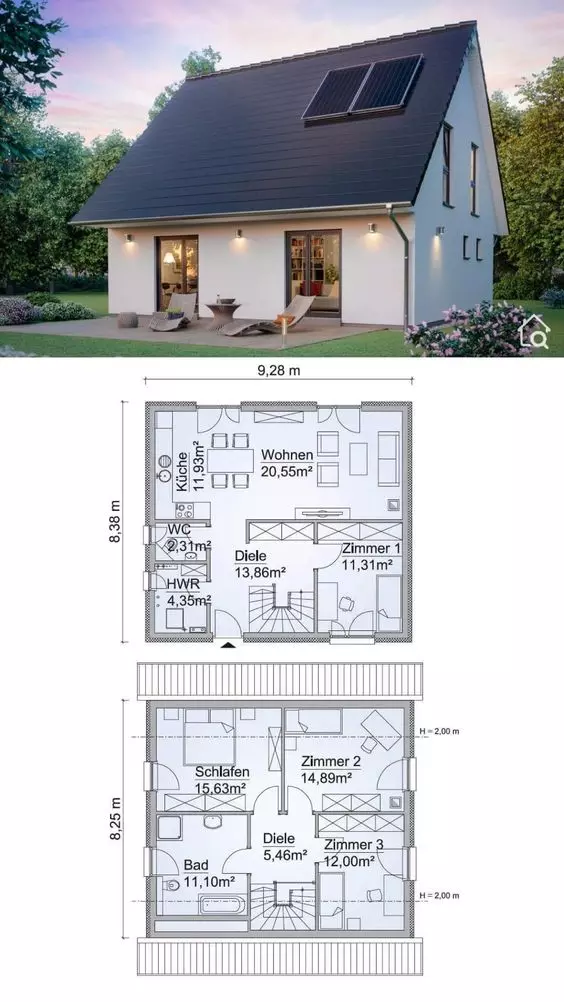 9,28 m
8,38 m
Küche
11,93m²
Wohnen
20,55m²
WC
2,31m²
Diele
13,86m²
Zimmer 1
11,31m²
HWR
4,35m²
8,25 m
H = 2,00 m
Schlafen
15,63m²
Zimmer 2
14,89m²
Diele
5,46m²
Zimmer 3
12,00m²
Bad
11,10m²
H = 2,00 m